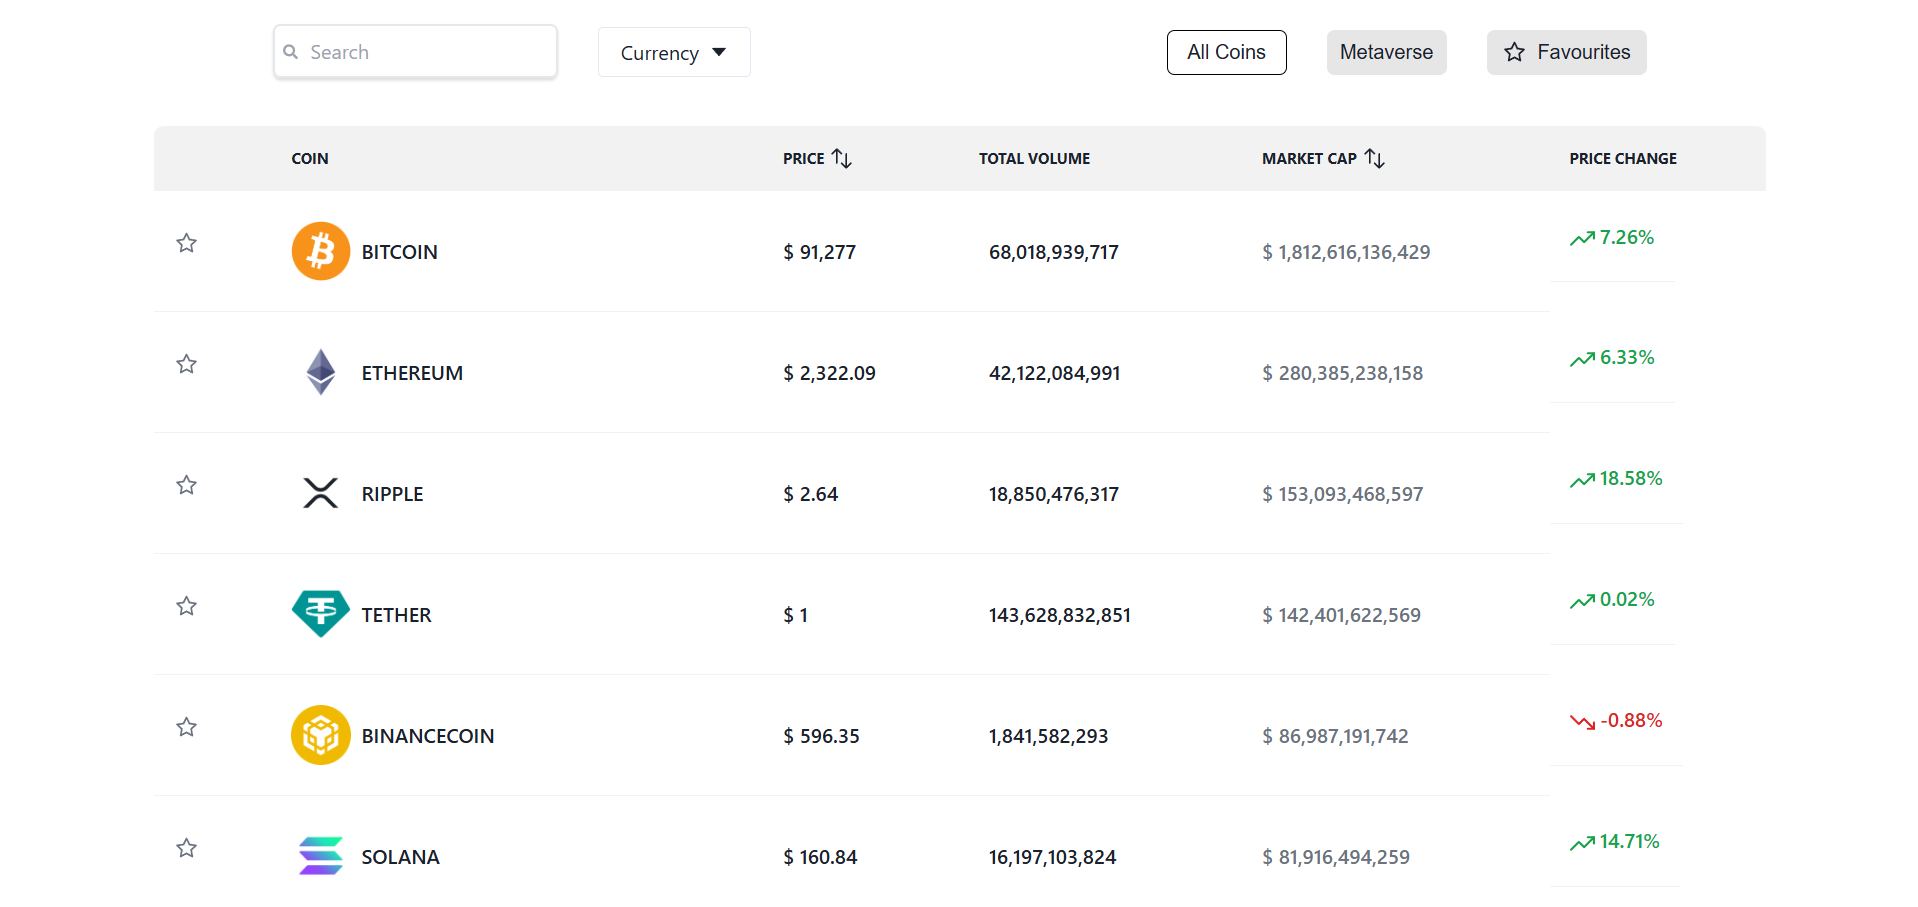 Search Currency All Coins Metaverse Favourites
COIN PRICE TOTAL VOLUME MARKET CAP PRICE CHANGE
BITCOIN $ 91,277 68,018,939,717 $ 1,812,616,136,429 7.26%
ETHEREUM $ 2,322.09 42,122,084,991 $ 280,385,238,158 6.33%
RIPPLE $ 2.64 18,850,476,317 $ 153,093,468,597 18.58%
TETHER $ 1 143,628,832,851 $ 142,401,622,569 0.02%
BINANCECOIN $ 596.35 1,841,582,293 $ 86,987,191,742 -0.88%
SOLANA $ 160.84 16,197,103,824 $ 81,916,494,259 14.71%